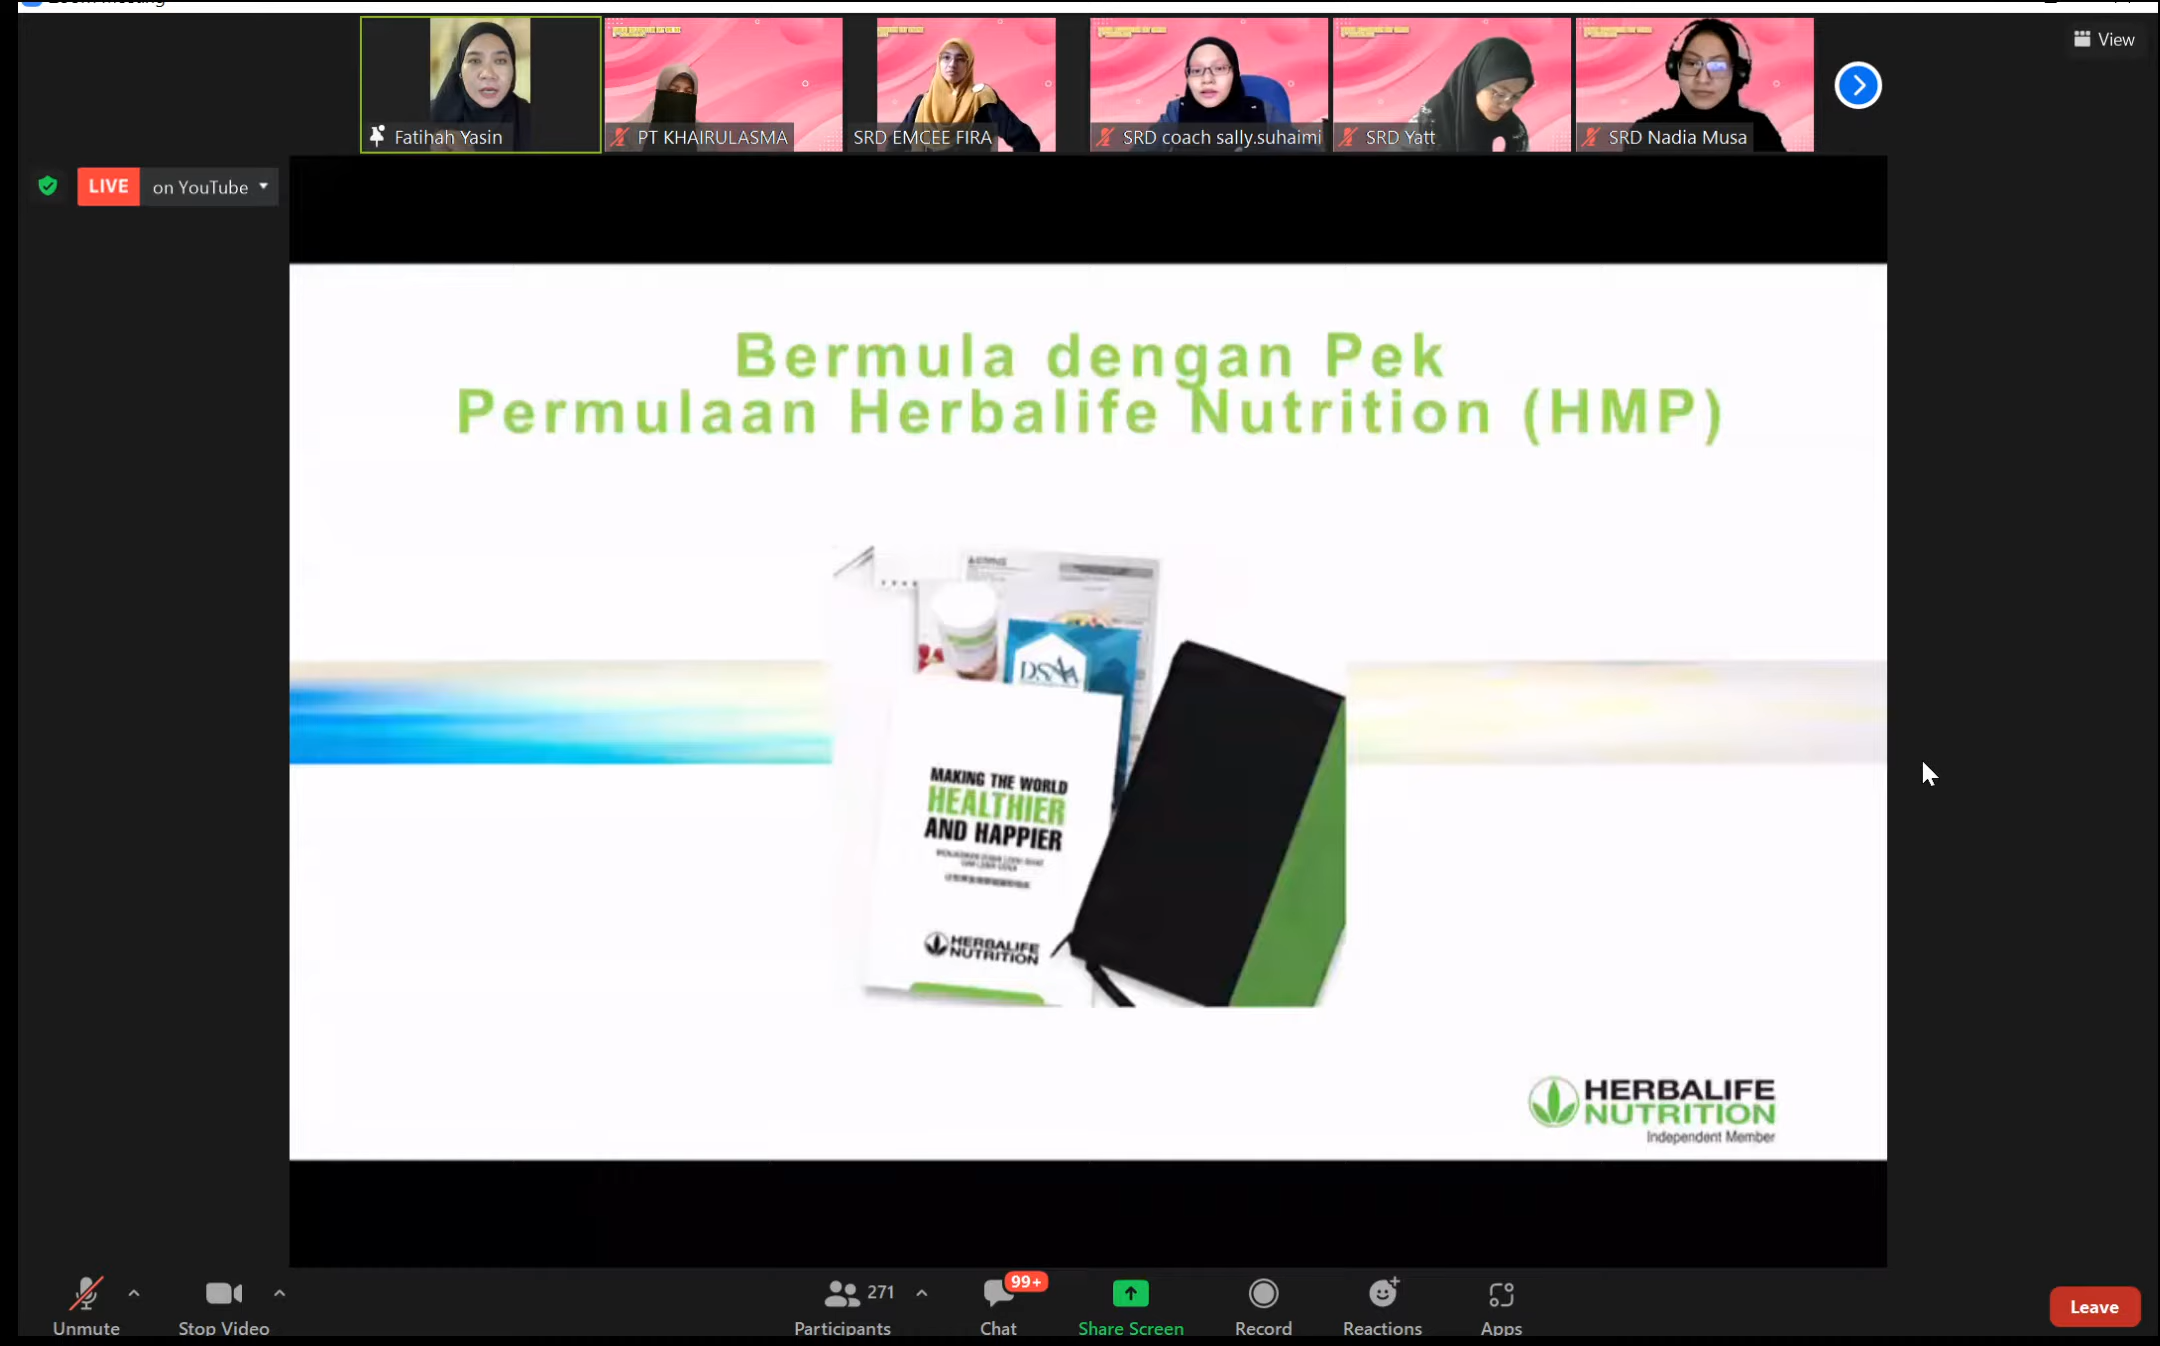 View
Fatihah Yasin
PT KHAIRULASMA
SRD EMCEE FIRA
SRD coach sally.suhaimi
SRD Yatt
SRD Nadia Musa
LIVE
on YouTube
Bermula dengan Pek
Permulaan Herbalife Nutrition (HMP)
DSAA
MAKING THE WORLD
HEALTHIER
AND HAPPIER
HERBALIFE
NUTRITION
HERBALIFE
NUTRITION
Independent Member
Unmute
Stop Video
271
Participants
99+
Chat
Share Screen
Record
Reactions
Apps
Leave